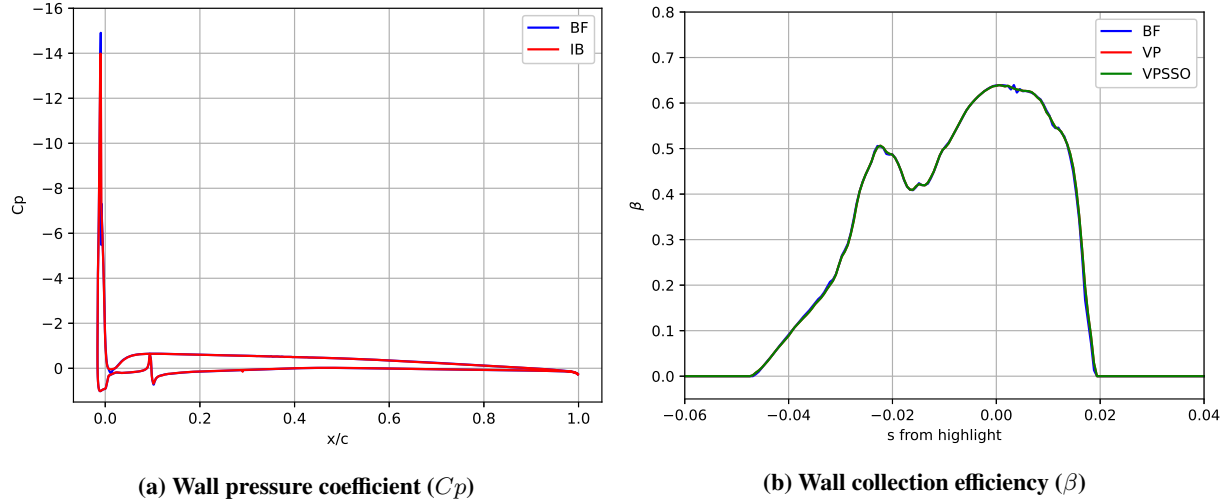 −16
−14
−12
−10
−8
−6
−4
−2
0
Cp
0.0 0.2 0.4 0.6 0.8 1.0
x/c
BF
IB
(a) Wall pressure coefficient (Cp)
0.8
0.7
0.6
0.5
0.4
0.3
0.2
0.1
0.0
β
−0.06 −0.04 −0.02 0.00 0.02 0.04
s from highlight
BF
VP
VPSSO
(b) Wall collection efficiency (β)